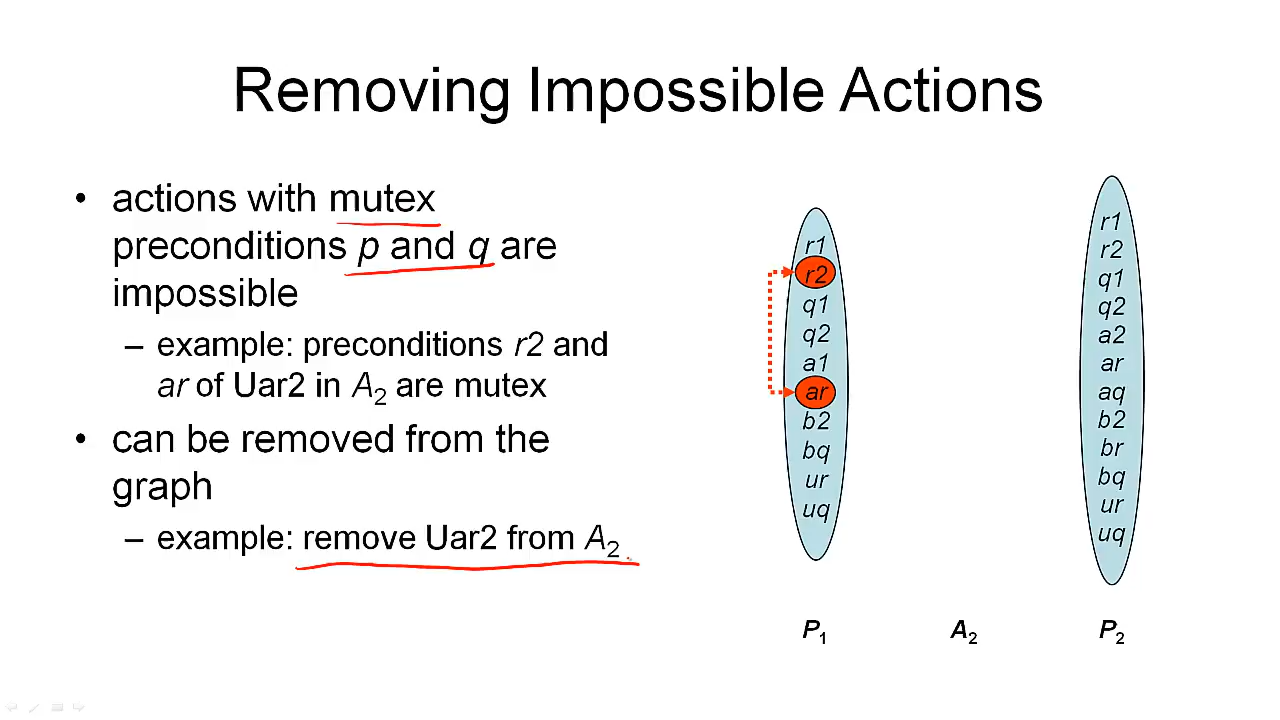 Removing Impossible Actions
• actions with mutex
preconditions p and q are
impossible
– example: preconditions r2 and
ar of Uar2 in A2 are mutex
• can be removed from the
graph
– example: remove Uar2 from A2
r1
r2
q1
q2
a1
ar
b2
bq
ur
uq
P1
A2
r1
r2
q1
q2
a2
ar
aq
b2
br
bq
ur
uq
P2